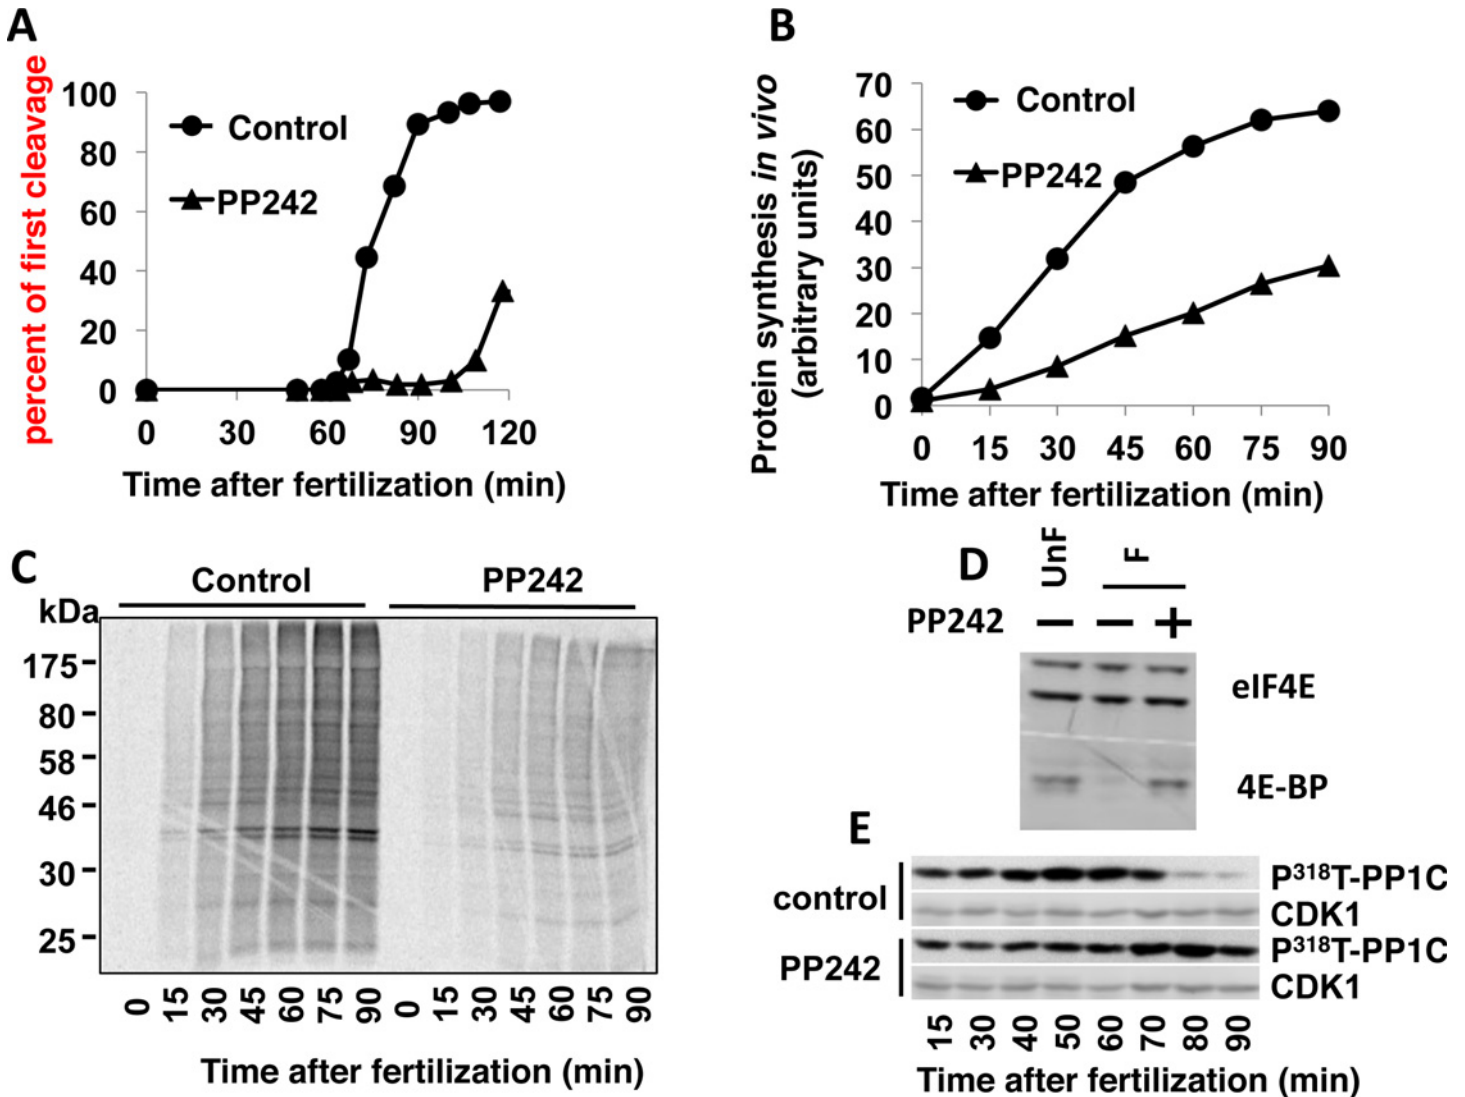 A
percent of first cleavage
100
80
60
40
20
0
Control
PP242
0 30 60 90 120
Time after fertilization (min)
B
Protein synthesis in vivo
(arbitrary units)
70
60
50
40
30
20
10
0
Control
PP242
0 15 30 45 60 75 90
Time after fertilization (min)
C
Control PP242
kDa
175
80
58
46
30
25
0 15 30 45 60 75 90 0 15 30 45 60 75 90
Time after fertilization (min)
D
UnF F
PP242 − − +
eIF4E
4E-BP
E
control
P³¹⁸T-PP1C
CDK1
PP242
P³¹⁸T-PP1C
CDK1
15 30 40 50 60 70 80 90
Time after fertilization (min)